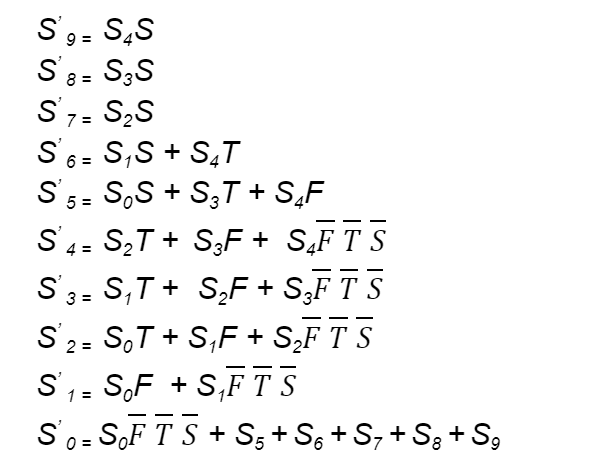 S'9 = S4S
S'8 = S3S
S'7 = S2S
S'6 = S1S + S4T
S'5 = S0S + S3T + S4F
S'4 = S2T + S3F + S4F̅ T̅ S̅
S'3 = S1T + S2F + S3F̅ T̅ S̅
S'2 = S0T + S1F + S2F̅ T̅ S̅
S'1 = S0F + S1F̅ T̅ S̅
S'0 = S0F̅ T̅ S̅ + S5 + S6 + S7 + S8 + S9